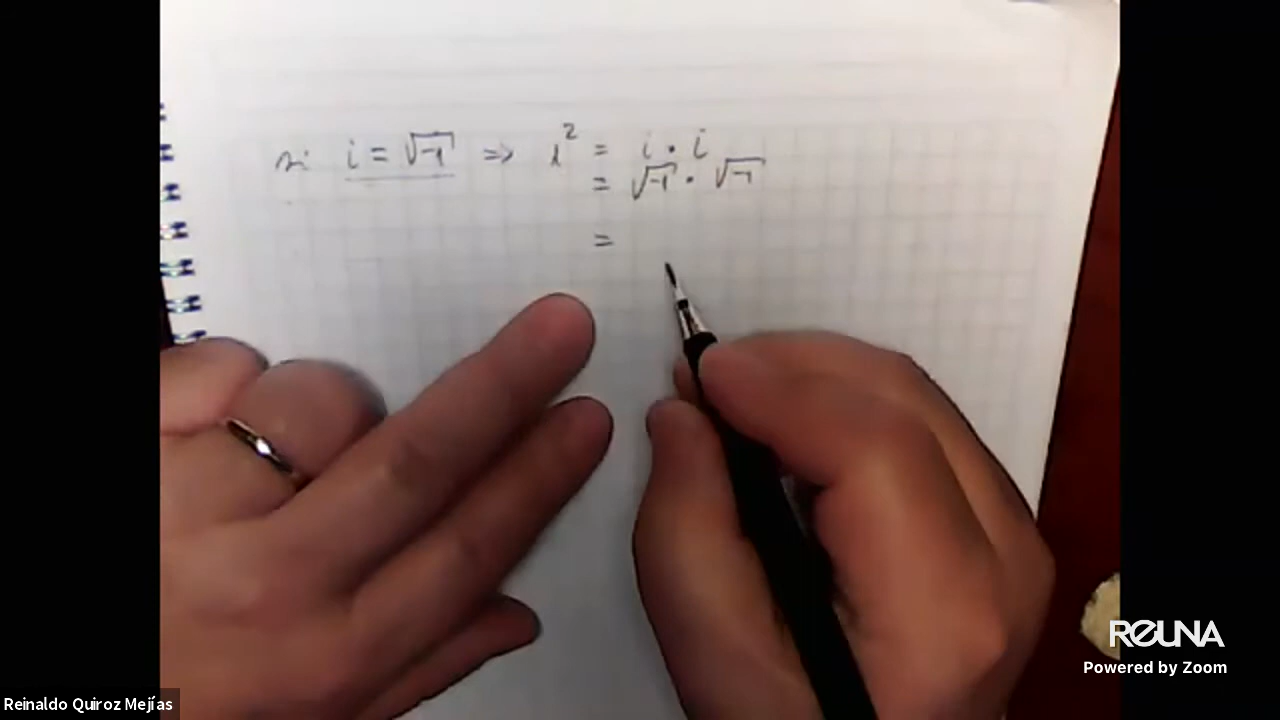 si i = √-1 ⇒ i² = i · i
= √-1 · √-1
=
REUNA
Powered by Zoom
Reinaldo Quiroz Mejías